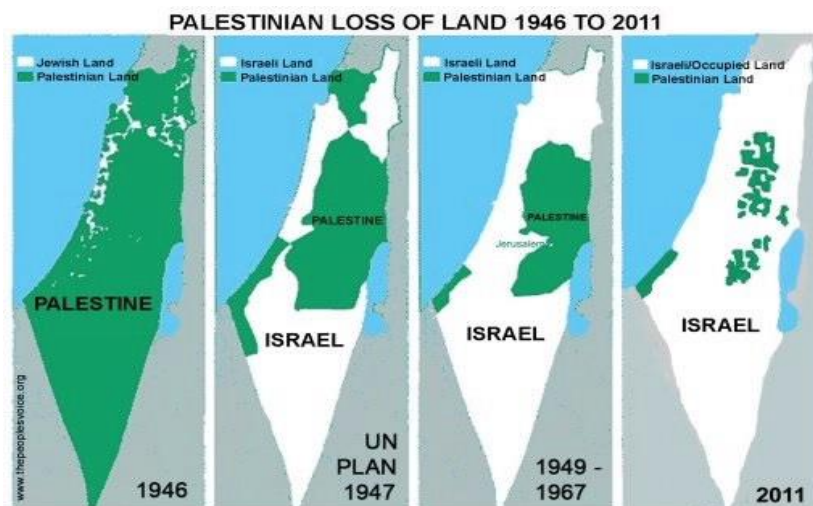 PALESTINIAN LOSS OF LAND 1946 TO 2011
Jewish Land
Palestinian Land
PALESTINE
www.thepeoplesvoice.org
1946
Israeli Land
Palestinian Land
PALESTINE
ISRAEL
UN
PLAN
1947
Israeli Land
Palestinian Land
PALESTINE
Jerusalem
ISRAEL
1949 -
1967
Israeli/Occupied Land
Palestinian Land
ISRAEL
2011